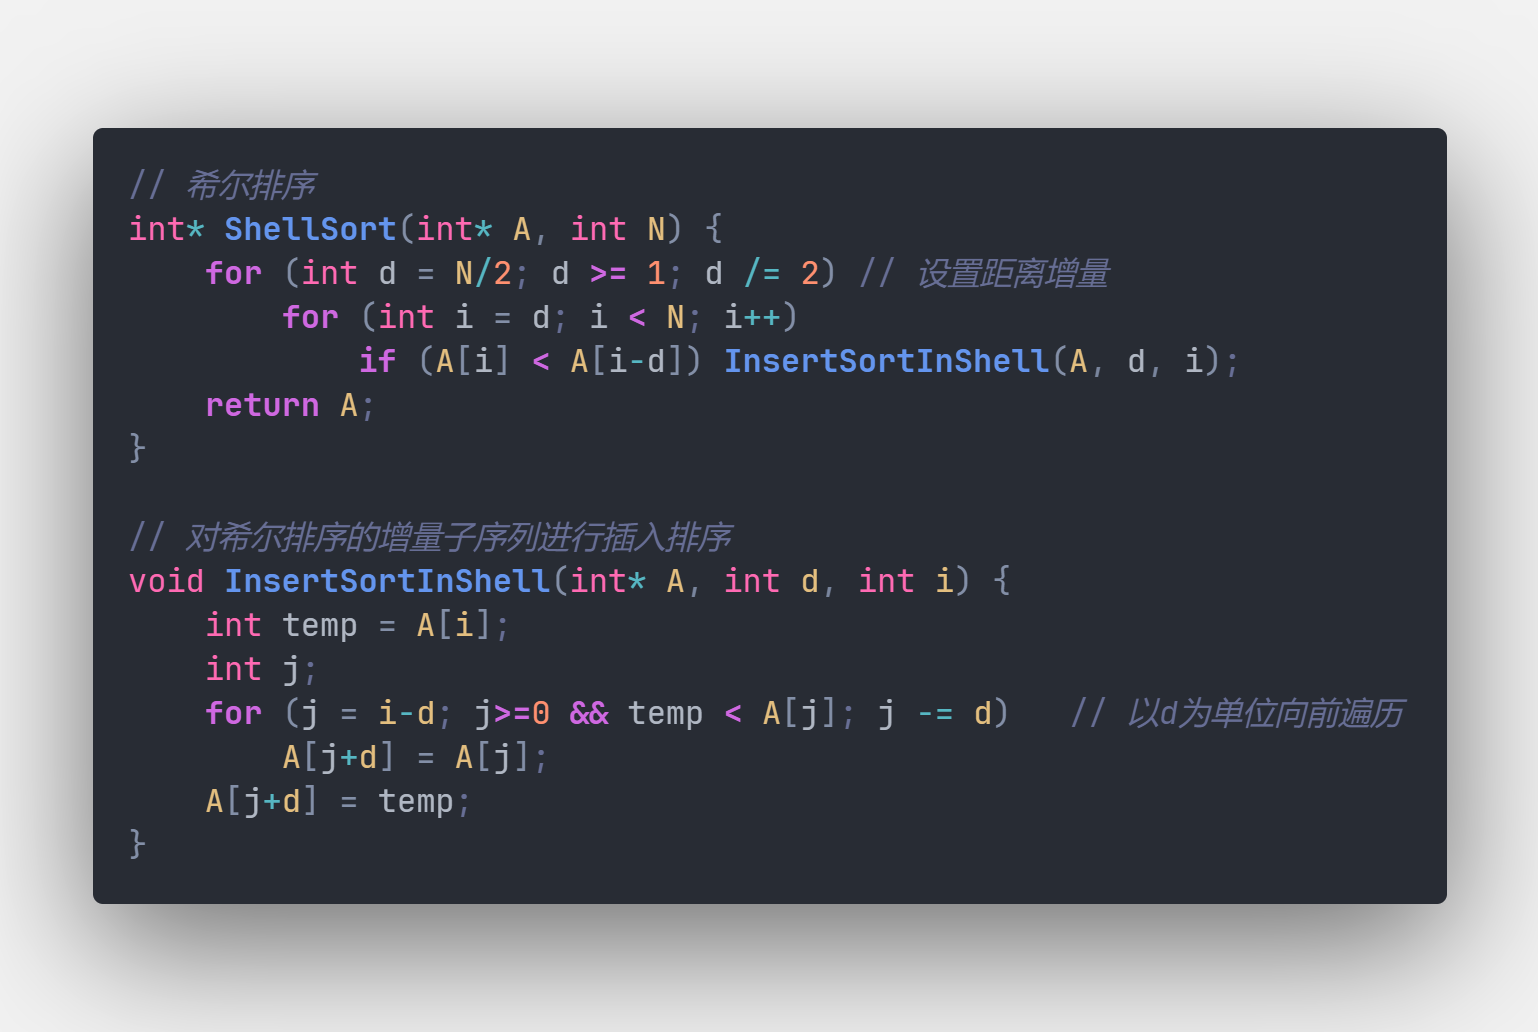 // 希尔排序
int* ShellSort(int* A, int N) {
    for (int d = N/2; d >= 1; d /= 2) // 设置距离增量
        for (int i = d; i < N; i++)
            if (A[i] < A[i-d]) InsertSortInShell(A, d, i);
    return A;
}

// 对希尔排序的增量子序列进行插入排序
void InsertSortInShell(int* A, int d, int i) {
    int temp = A[i];
    int j;
    for (j = i-d; j>=0 && temp < A[j]; j -= d)   // 以d为单位向前遍历
        A[j+d] = A[j];
    A[j+d] = temp;
}